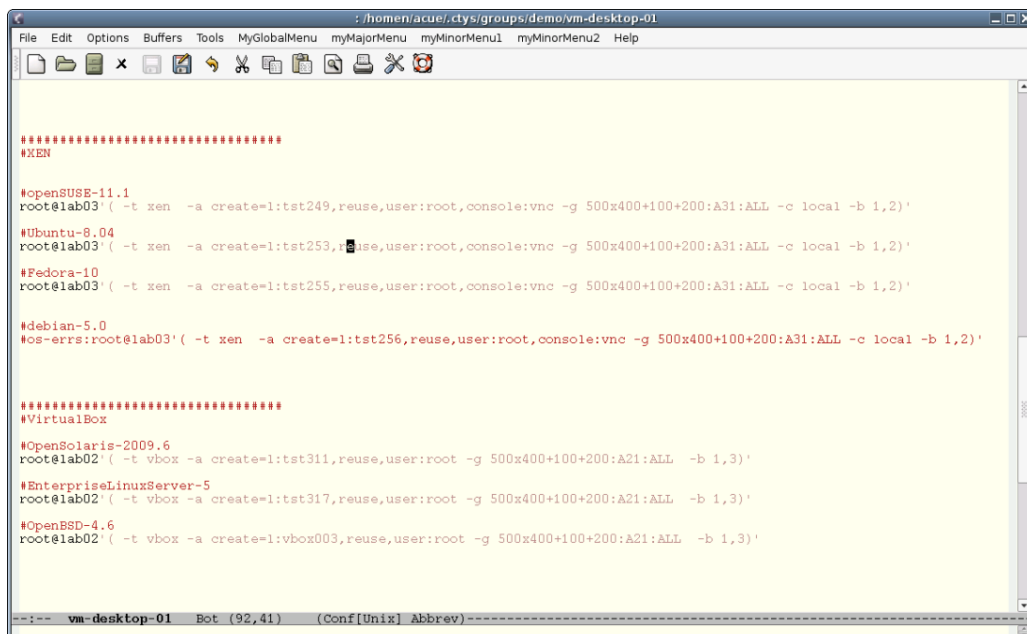 : /homen/acue/.ctys/groups/demo/vm-desktop-01
File Edit Options Buffers Tools MyGlobalMenu myMajorMenu myMinorMenu1 myMinorMenu2 Help
#################################
#XEN
#openSUSE-11.1
root@lab03'( -t xen  -a create=l:tst249,reuse,user:root,console:vnc -g 500x400+100+200:A31:ALL -c local -b 1,2)'
#Ubuntu-8.04
root@lab03'( -t xen  -a create=l:tst253,reuse,user:root,console:vnc -g 500x400+100+200:A31:ALL -c local -b 1,2)'
#Fedora-10
root@lab03'( -t xen  -a create=l:tst255,reuse,user:root,console:vnc -g 500x400+100+200:A31:ALL -c local -b 1,2)'
#debian-5.0
#os-errs:root@lab03'( -t xen  -a create=l:tst256,reuse,user:root,console:vnc -g 500x400+100+200:A31:ALL -c local -b 1,2)'
#################################
#VirtualBox
#OpenSolaris-2009.6
root@lab02'( -t vbox -a create=l:tst311,reuse,user:root -g 500x400+100+200:A21:ALL  -b 1,3)'
#EnterpriseLinuxServer-5
root@lab02'( -t vbox -a create=l:tst317,reuse,user:root -g 500x400+100+200:A21:ALL  -b 1,3)'
#OpenBSD-4.6
root@lab02'( -t vbox -a create=l:vbox003,reuse,user:root -g 500x400+100+200:A21:ALL  -b 1,3)'
--:--  vm-desktop-01   Bot (92,41)    (Conf[Unix] Abbrev)----------------------------------------------------------------------